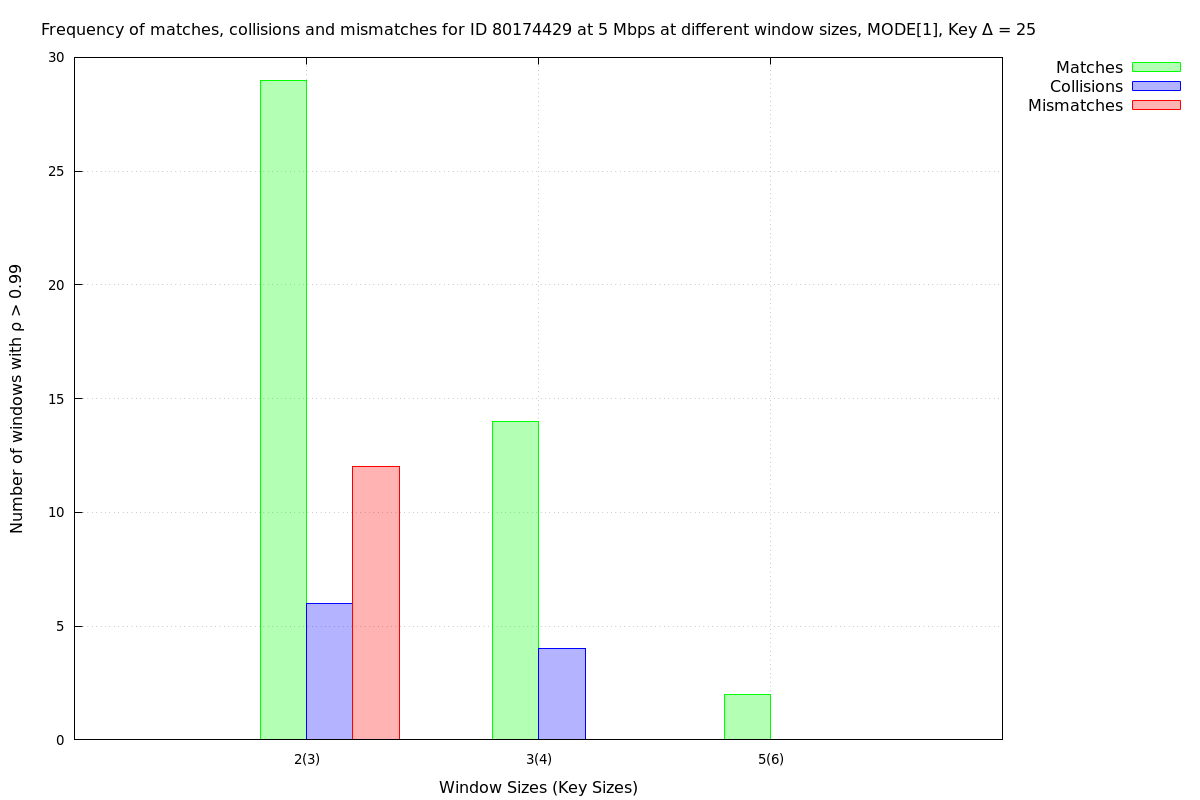 Frequency of matches, collisions and mismatches for ID 80174429 at 5 Mbps at different window sizes, MODE[1], Key Δ = 25
Matches
Collisions
Mismatches
Number of windows with ρ > 0.99
30
25
20
15
10
5
0
2(3) 3(4) 5(6)
Window Sizes (Key Sizes)